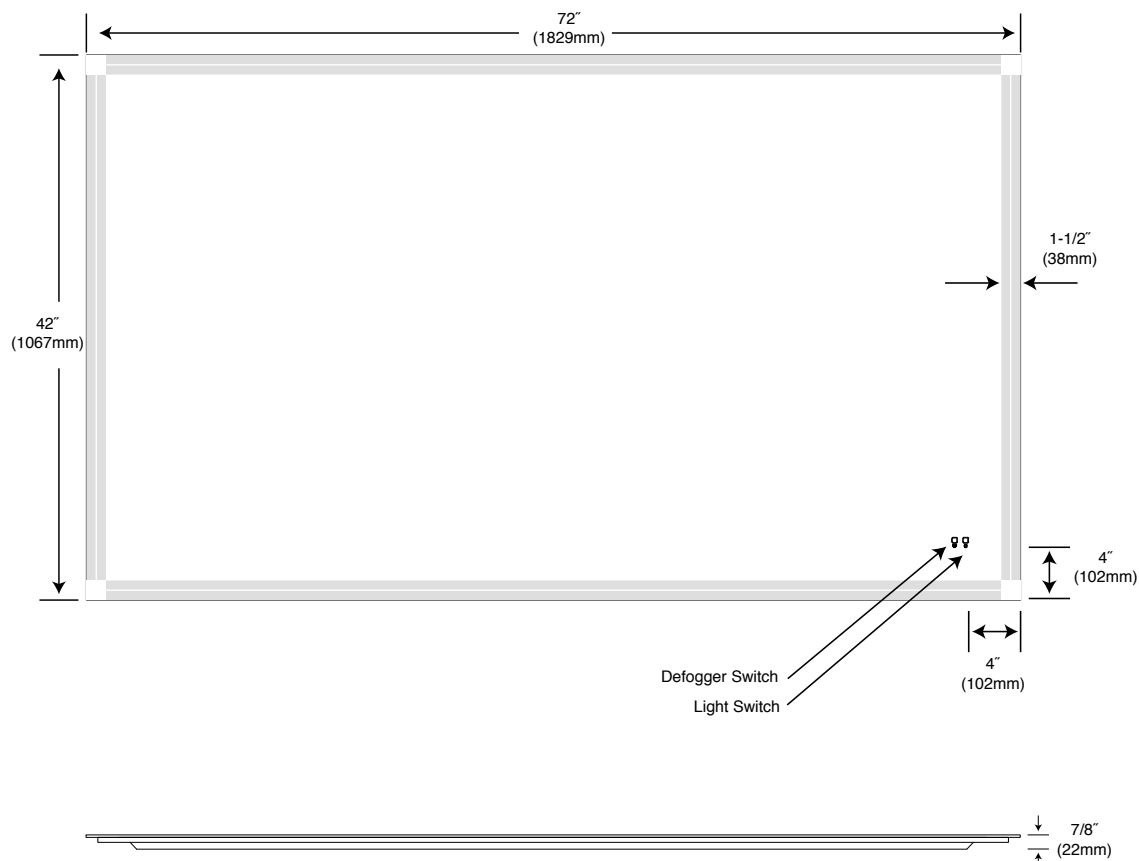 72″
(1829mm)
1-1/2″
(38mm)
42″
(1067mm)
4″
(102mm)
4″
(102mm)
Defogger Switch
Light Switch
7/8″
(22mm)